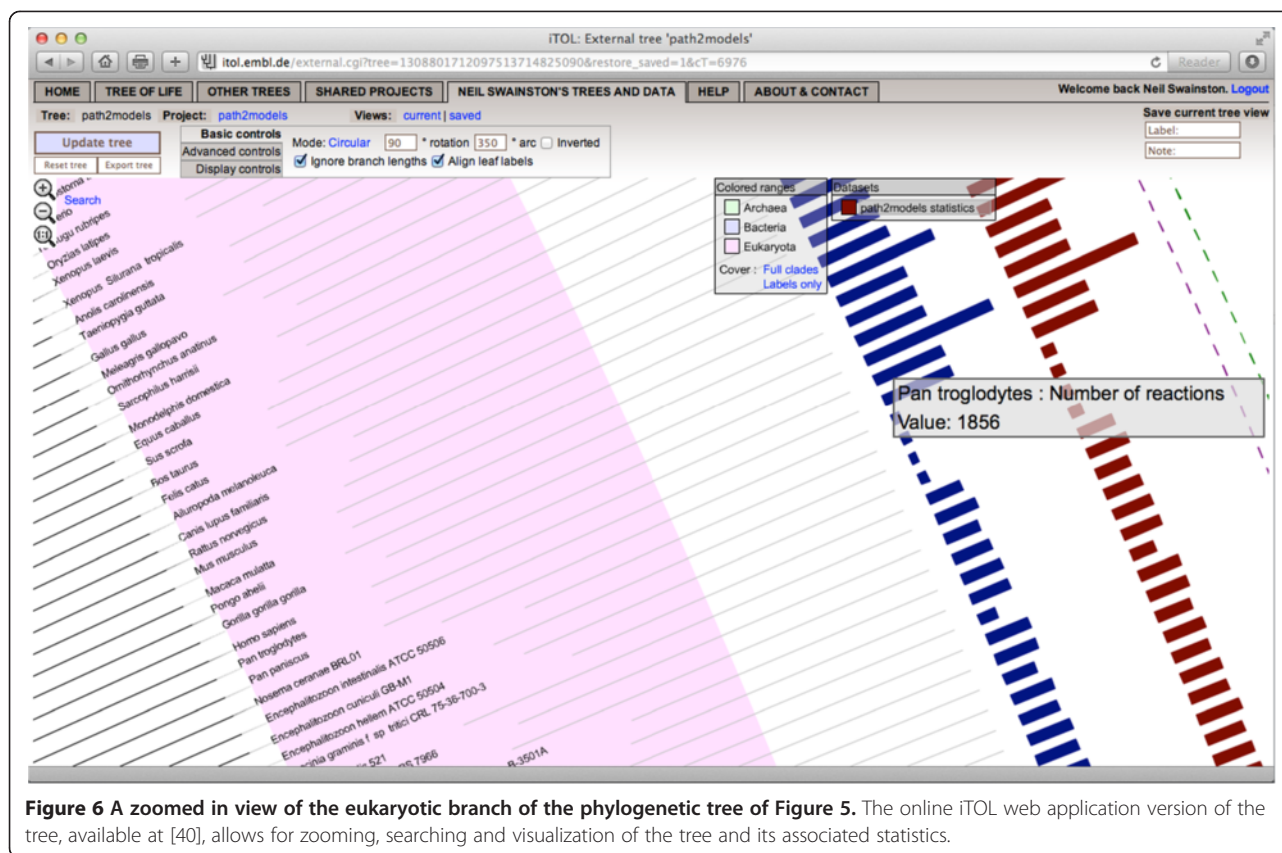 iTOL: External tree 'path2models'
itol.embl.de/external.cgi?tree=1308801712097513714825090&restore_saved=1&cT=6976
Reader
HOME TREE OF LIFE OTHER TREES SHARED PROJECTS NEIL SWAINSTON'S TREES AND DATA HELP ABOUT & CONTACT
Welcome back Neil Swainston. Logout
Tree: path2models Project: path2models Views: current | saved
Save current tree view
Update tree
Reset tree Export tree
Basic controls
Advanced controls
Display controls
Mode: Circular 90 ° rotation 350 ° arc Inverted
Ignore branch lengths Align leaf labels
Label:
Note:
Search
1:1
Colored ranges
Archaea
Bacteria
Eukaryota
Cover : Full clades
Labels only
Datasets
path2models statistics
Oryzias latipes
Xenopus laevis
Xenopus Silurana tropicalis
Anolis carolinensis
Taeniopygia guttata
Gallus gallus
Meleagris gallopavo
Ornithorhynchus anatinus
Sarcophilus harrisii
Monodelphis domestica
Equus caballus
Sus scrofa
Bos taurus
Felis catus
Ailuropoda melanoleuca
Canis lupus familiaris
Rattus norvegicus
Mus musculus
Macaca mulatta
Pongo abelii
Gorilla gorilla gorilla
Homo sapiens
Pan troglodytes
Pan paniscus
Nosema ceranae BRL01
Encephalitozoon intestinalis ATCC 50506
Encephalitozoon cuniculi GB-M1
Encephalitozoon hellem ATCC 50504
graminis f sp tritici CRL 75-36-700-3
521
7966
B-3501A
Pan troglodytes : Number of reactions
Value: 1856
Figure 6 A zoomed in view of the eukaryotic branch of the phylogenetic tree of Figure 5. The online iTOL web application version of the
tree, available at [40], allows for zooming, searching and visualization of the tree and its associated statistics.